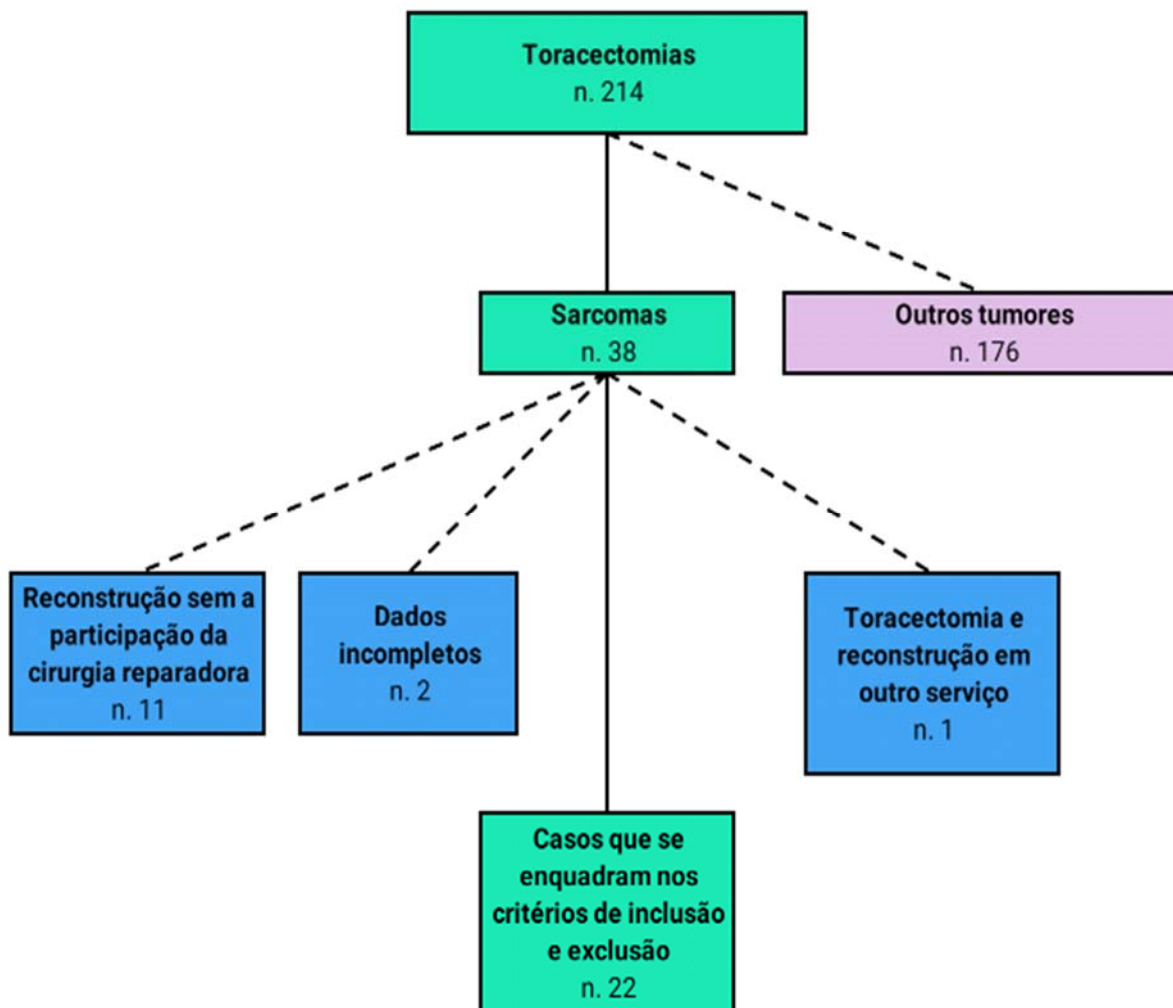 Toracectomias
n. 214
Sarcomas
n. 38
Outros tumores
n. 176
Reconstrução sem a
participação da
cirurgia reparadora
n. 11
Dados
incompletos
n. 2
Toracectomia e
reconstrução em
outro serviço
n. 1
Casos que se
enquadram nos
critérios de inclusão
e exclusão
n. 22